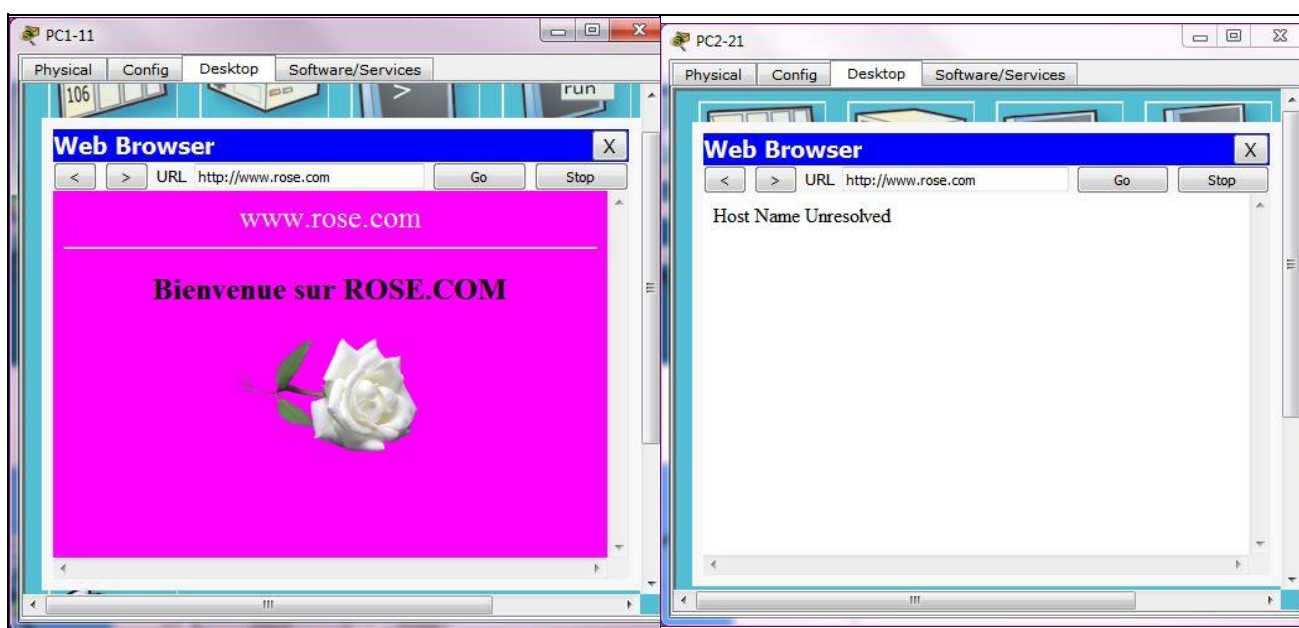 PC1-11
Physical Config Desktop Software/Services
106 > run
Web Browser X
< > URL http://www.rose.com Go Stop
www.rose.com
Bienvenue sur ROSE.COM
PC2-21
Physical Config Desktop Software/Services
Web Browser X
< > URL http://www.rose.com Go Stop
Host Name Unresolved